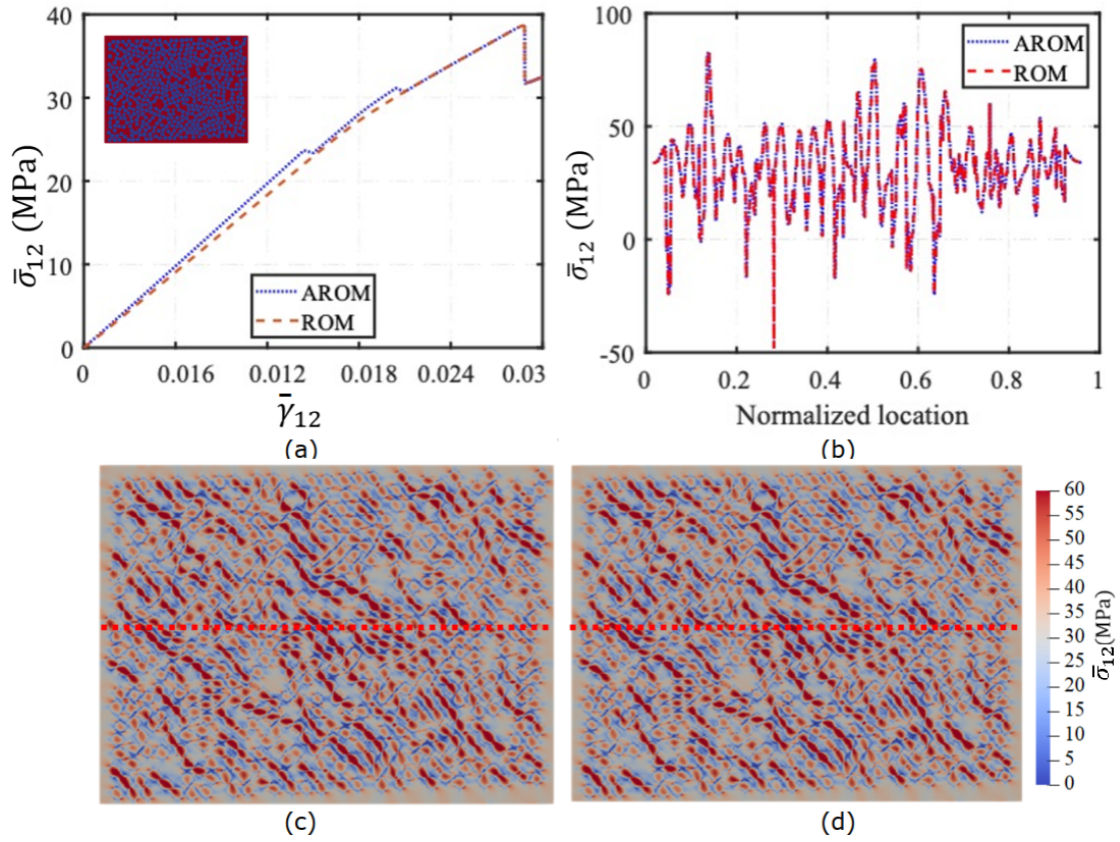 40
30
20
10
0
σ̄₁₂ (MPa)
AROM
ROM
0 0.016 0.012 0.018 0.024 0.03
γ̄₁₂
(a)
100
50
0
-50
σ̄₁₂ (MPa)
AROM
ROM
0 0.2 0.4 0.6 0.8 1
Normalized location
(b)
(c)
(d)
60
55
50
45
40
35
30
25
20
15
10
5
0
σ̄₁₂(MPa)